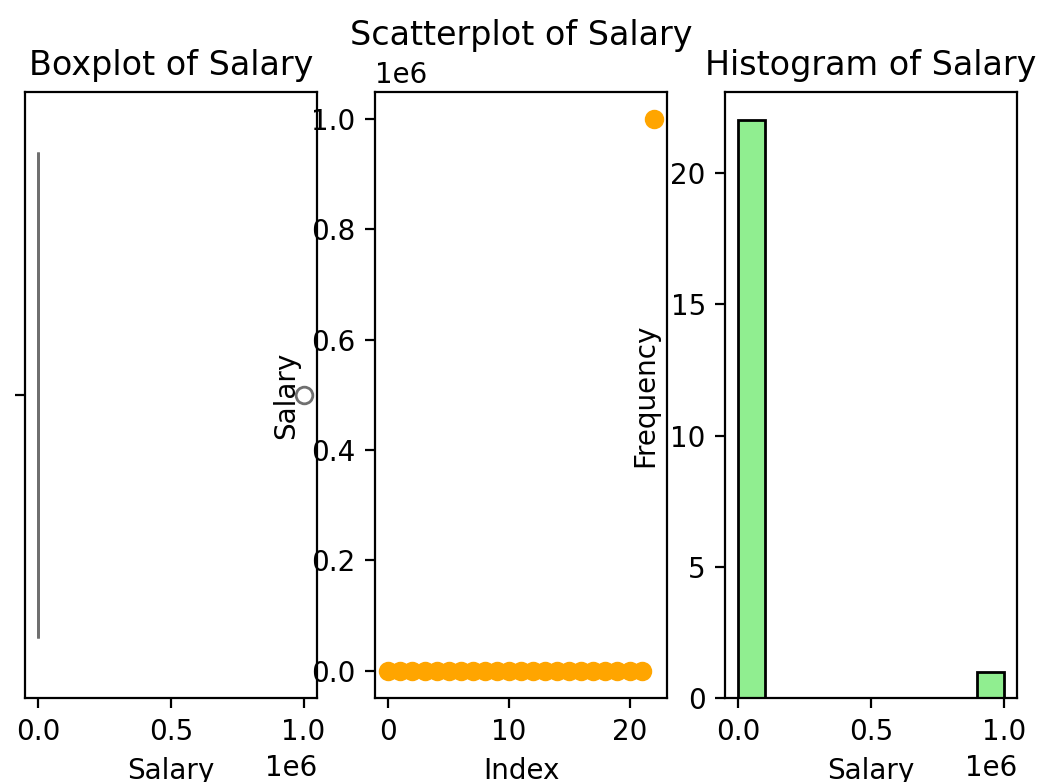 Boxplot of Salary
0.0 0.5 1.0
Salary
1e6
Scatterplot of Salary
1e6
Salary
1.0
0.8
0.6
0.4
0.2
0.0
0 10 20
Index
Histogram of Salary
Frequency
20
15
10
5
0
0.0 0.5 1.0
Salary
1e6